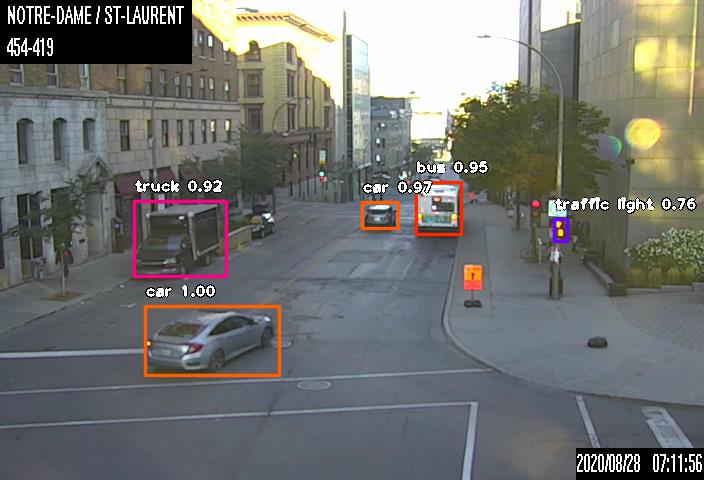 NOTRE-DAME / ST-LAURENT
454-419
bus 0.95
car 0.97
truck 0.92
traffic light 0.76
car 1.00
2020/08/28 07:11:56